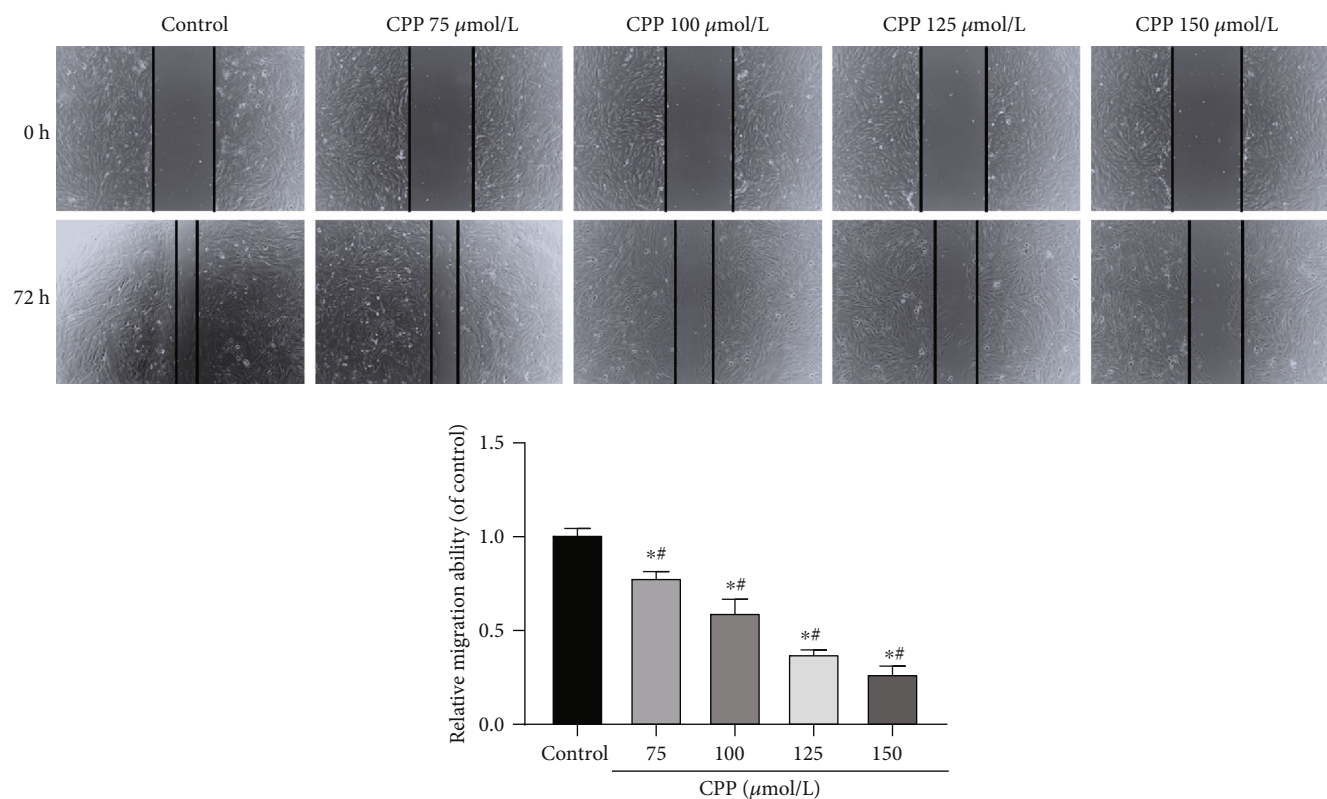 Control CPP 75 μmol/L CPP 100 μmol/L CPP 125 μmol/L CPP 150 μmol/L
0 h
72 h
Relative migration ability (of control)
1.5
1.0
0.5
0.0
*#
*#
*#
*#
Control 75 100 125 150
CPP (μmol/L)